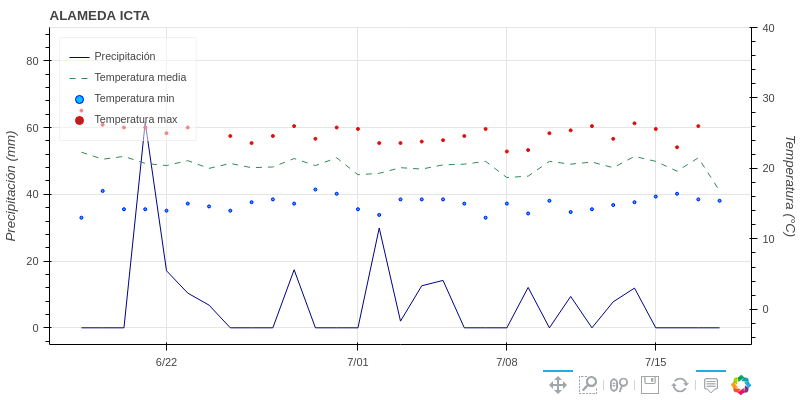 ALAMEDA ICTA
Precipitación
Temperatura media
Temperatura min
Temperatura max
Precipitación (mm)
80
60
40
20
0
40
30
20
10
0
Temperatura (°C)
6/22
7/01
7/08
7/15